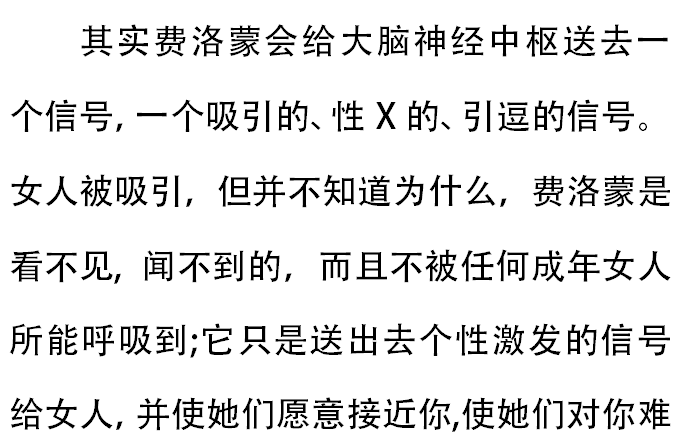 其实费洛蒙会给大脑神经中枢送去一
个信号, 一个吸引的、性 X 的、引逗的信号。
女人被吸引，但并不知道为什么，费洛蒙是
看不见, 闻不到的，而且不被任何成年女人
所能呼吸到;它只是送出去个性激发的信号
给女人, 并使她们愿意接近你,使她们对你难